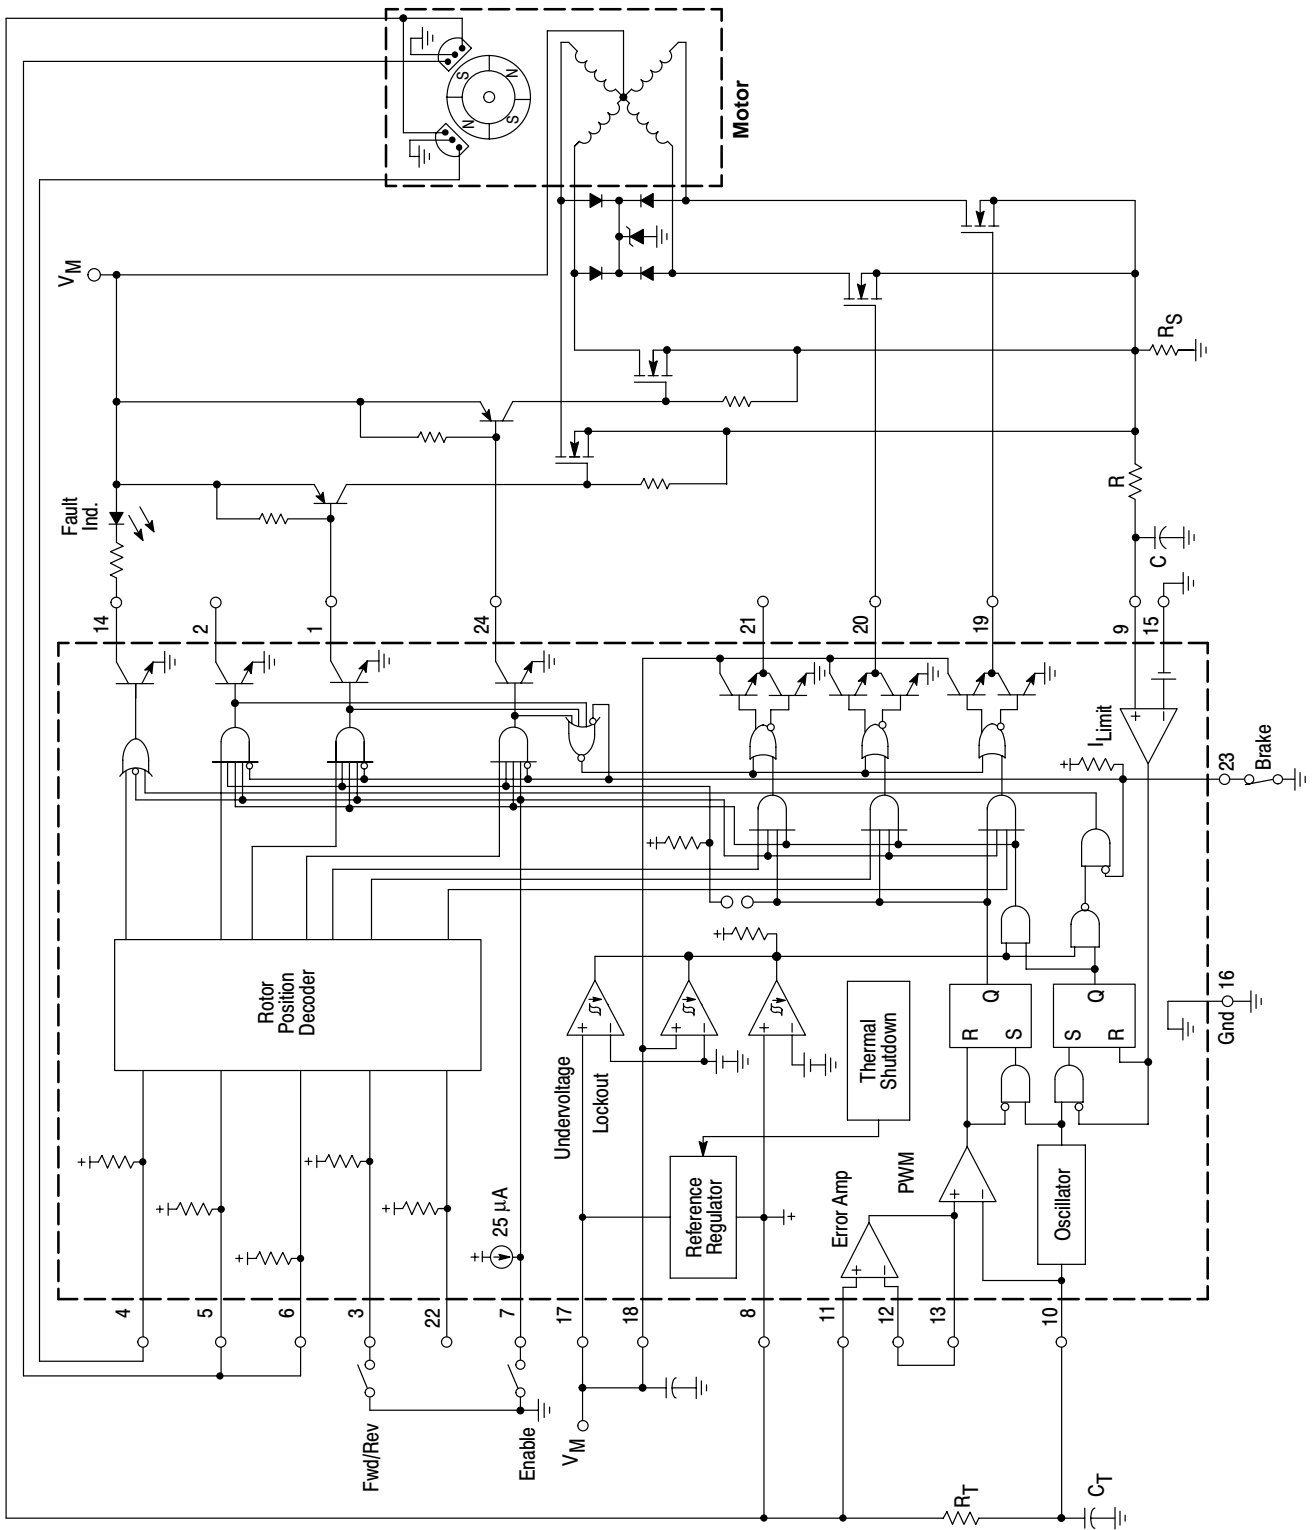 Motor
S
N
N
S
VM
Fault
Ind.
RS
R
C
14
2
1
24
21
20
19
9
15
ILimit
23
Brake
Gnd
16
Rotor
Position
Decoder
Undervoltage
Lockout
Thermal
Shutdown
Reference
Regulator
Error Amp
PWM
Oscillator
R
Q
S
S
Q
R
25 µA
4
5
6
3
22
7
17
18
8
11
12
13
10
Fwd/Rev
Enable
VM
RT
CT